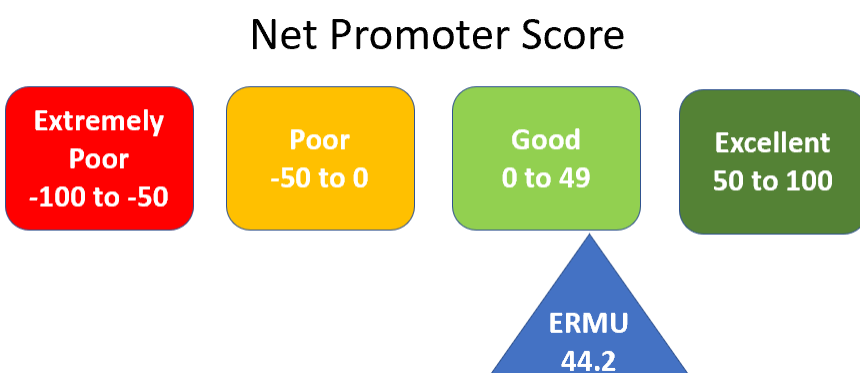 Net Promoter Score
Extremely
Poor
-100 to -50
Poor
-50 to 0
Good
0 to 49
Excellent
50 to 100
ERMU
44.2